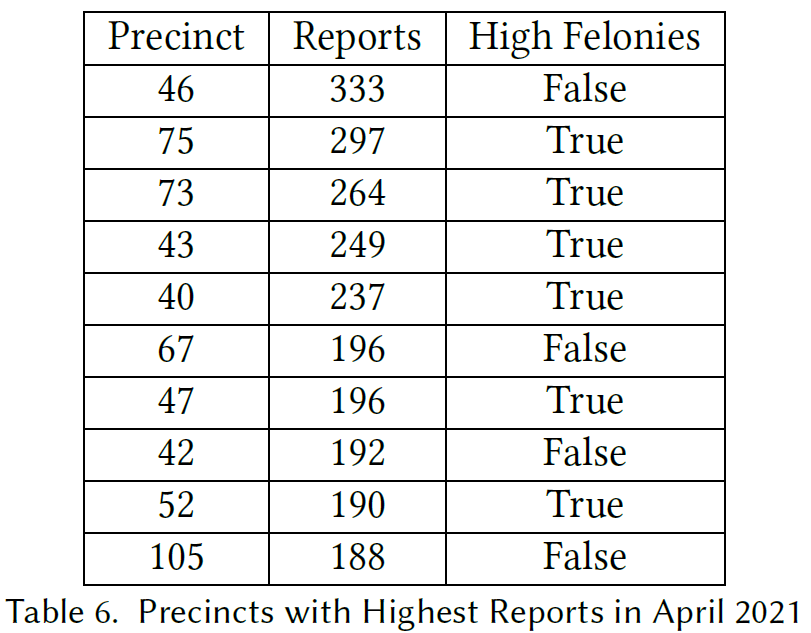 Precinct Reports High Felonies
46 333 False
75 297 True
73 264 True
43 249 True
40 237 True
67 196 False
47 196 True
42 192 False
52 190 True
105 188 False
Table 6. Precincts with Highest Reports in April 2021